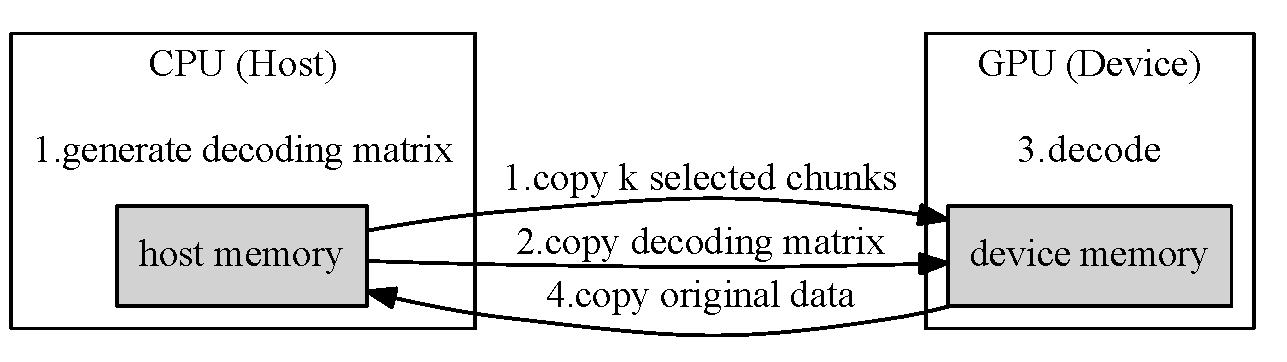 CPU (Host)
1.generate decoding matrix
host memory
1.copy k selected chunks
2.copy decoding matrix
4.copy original data
GPU (Device)
3.decode
device memory